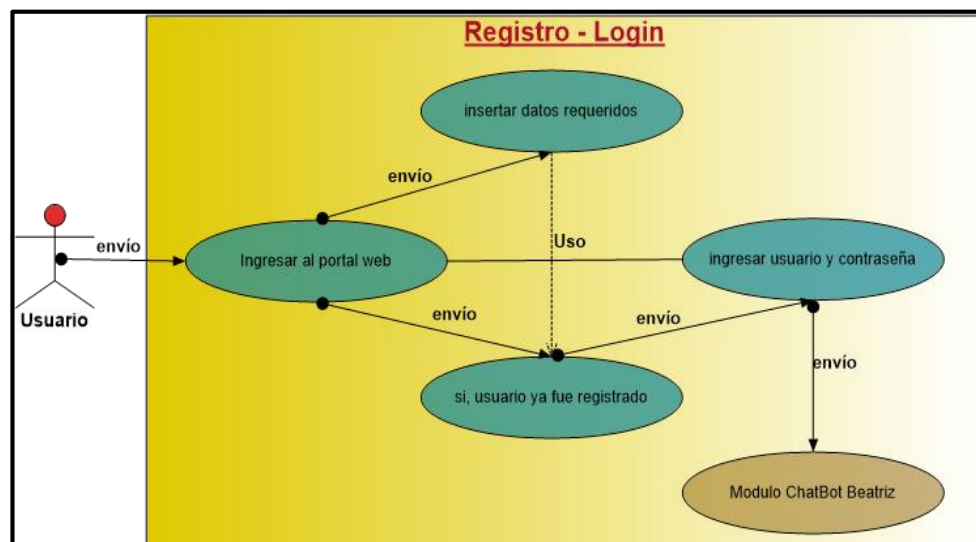 Registro - Login
insertar datos requeridos
envío
envío
Uso
Ingresar al portal web
ingresar usuario y contraseña
Usuario
envío
envío
envío
si, usuario ya fue registrado
Modulo ChatBot Beatriz